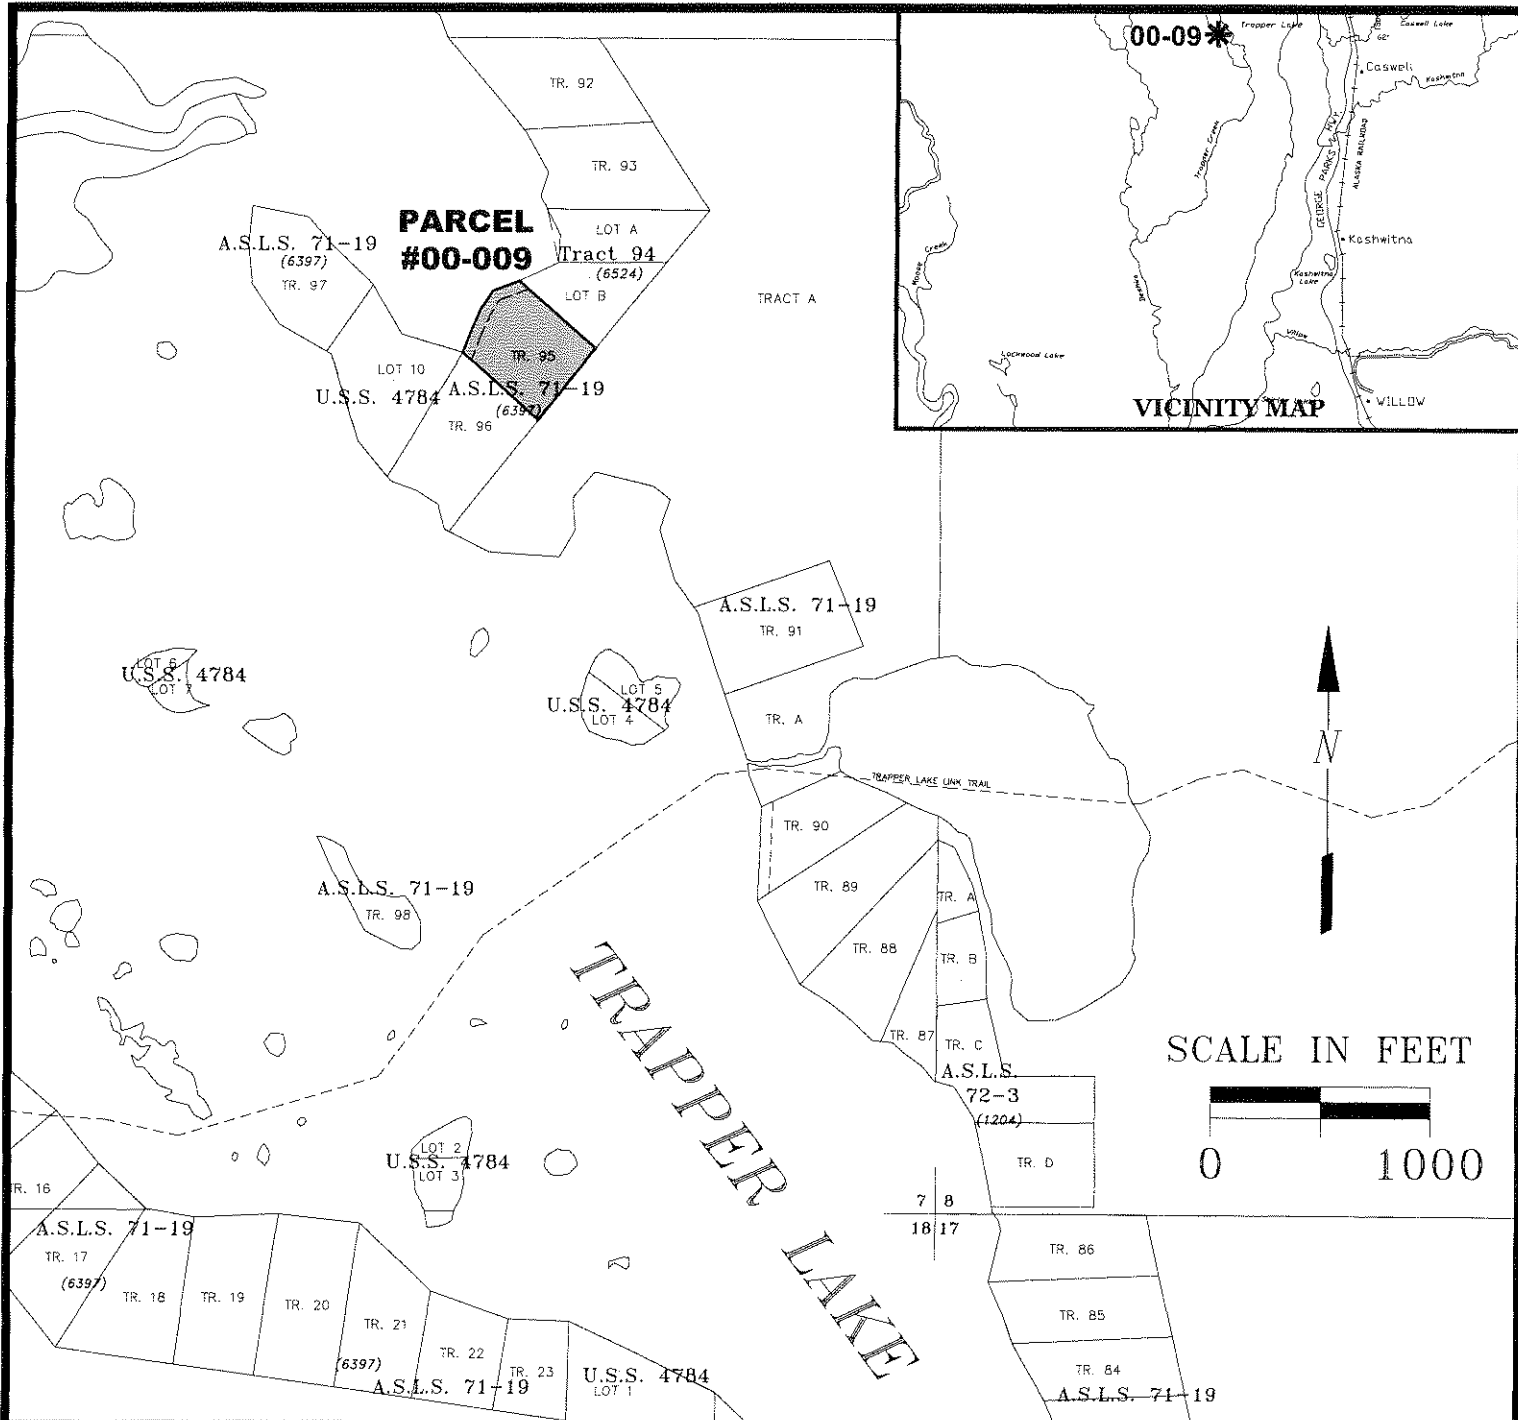 TR. 92
TR. 93
LOT A
Tract 94
(6524)
LOT B
PARCEL
#00-009
A.S.L.S. 71-19
(6397)
TR. 97
TR. 95
LOT 10
U.S.S. 4784
A.S.L.S. 71-19
(6397)
TR. 96
TRACT A
00-09
Trapper Lake
Caswell Lake
62°
Caswell
Kashwitna
Trapper Creek
GEORGE PARKS HWY
ALASKA RAILROAD
Kashwitna
Kashwitna
Lake
Moose Creek
Deshka
Willow
Lockwood Lake
WILLOW
VICINITY MAP
A.S.L.S. 71-19
TR. 91
LOT 6
U.S.S. 4784
LOT 7
LOT 5
U.S.S. 4784
LOT 4
TR. A
N
TRAPPER LAKE LINK TRAIL
TR. 90
TR. 89
TR. 88
TR. 87
TR. A
TR. B
TR. C
A.S.L.S.
72-3
(1204)
TR. D
A.S.L.S. 71-19
TR. 98
TRAPPER LAKE
SCALE IN FEET
0 1000
LOT 2
U.S.S. 4784
LOT 3
7 8
18 17
TR. 16
A.S.L.S. 71-19
TR. 17
(6397)
TR. 18
TR. 19
TR. 20
TR. 21
(6397)
TR. 22
A.S.L.S. 71-19
TR. 23
U.S.S. 4784
LOT 1
TR. 86
TR. 85
TR. 84
A.S.L.S. 71-19